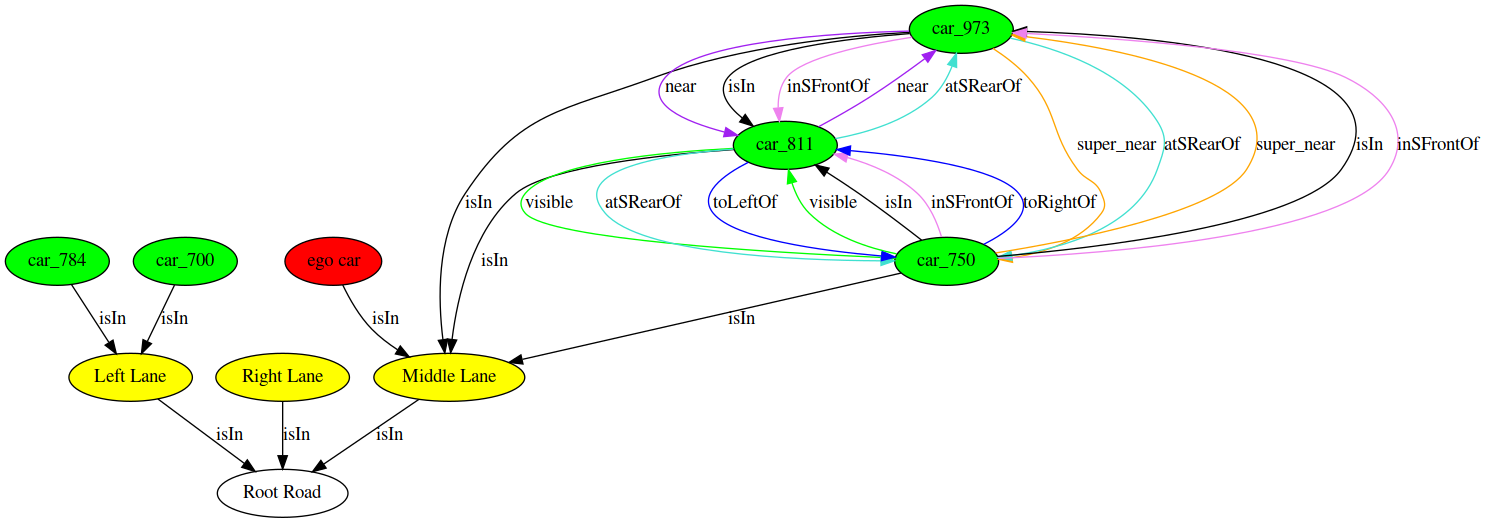 car_973
near
isIn
inSFrontOf
near
atSRearOf
car_811
super_near
atSRearOf
super_near
isIn
inSFrontOf
isIn
visible
atSRearOf
toLeftOf
visible
isIn
inSFrontOf
toRightOf
car_784
car_700
ego car
isIn
car_750
isIn
isIn
isIn
isIn
Left Lane
Right Lane
Middle Lane
isIn
isIn
isIn
Root Road